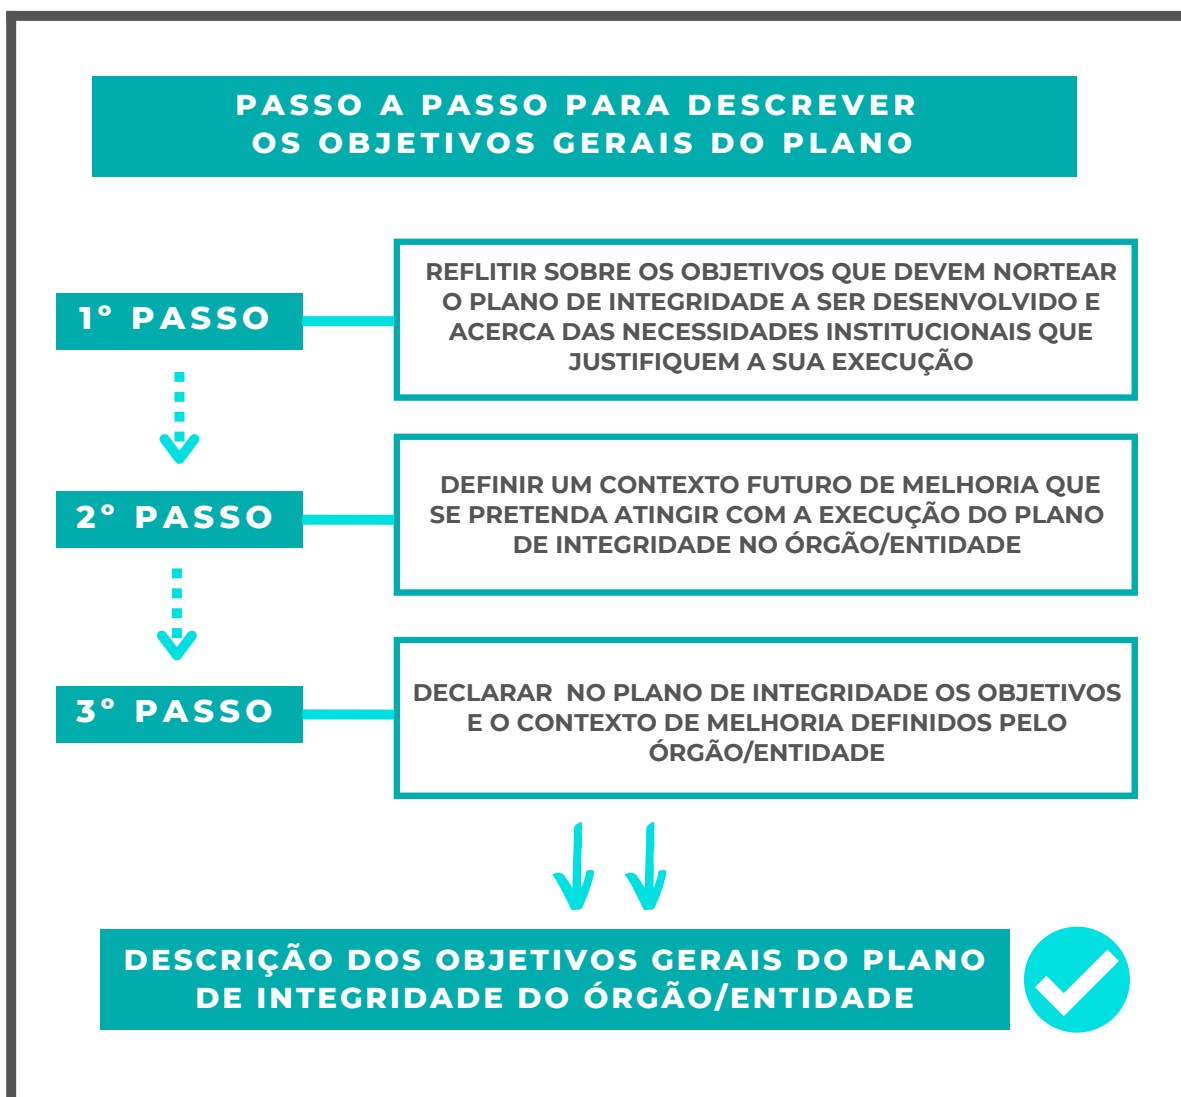 PASSO A PASSO PARA DESCREVER
OS OBJETIVOS GERAIS DO PLANO
1º PASSO
REFLITIR SOBRE OS OBJETIVOS QUE DEVEM NORTEAR
O PLANO DE INTEGRIDADE A SER DESENVOLVIDO E
ACERCA DAS NECESSIDADES INSTITUCIONAIS QUE
JUSTIFIQUEM A SUA EXECUÇÃO
2º PASSO
DEFINIR UM CONTEXTO FUTURO DE MELHORIA QUE
SE PRETENDA ATINGIR COM A EXECUÇÃO DO PLANO
DE INTEGRIDADE NO ÓRGÃO/ENTIDADE
3º PASSO
DECLARAR NO PLANO DE INTEGRIDADE OS OBJETIVOS
E O CONTEXTO DE MELHORIA DEFINIDOS PELO
ÓRGÃO/ENTIDADE
DESCRIÇÃO DOS OBJETIVOS GERAIS DO PLANO
DE INTEGRIDADE DO ÓRGÃO/ENTIDADE